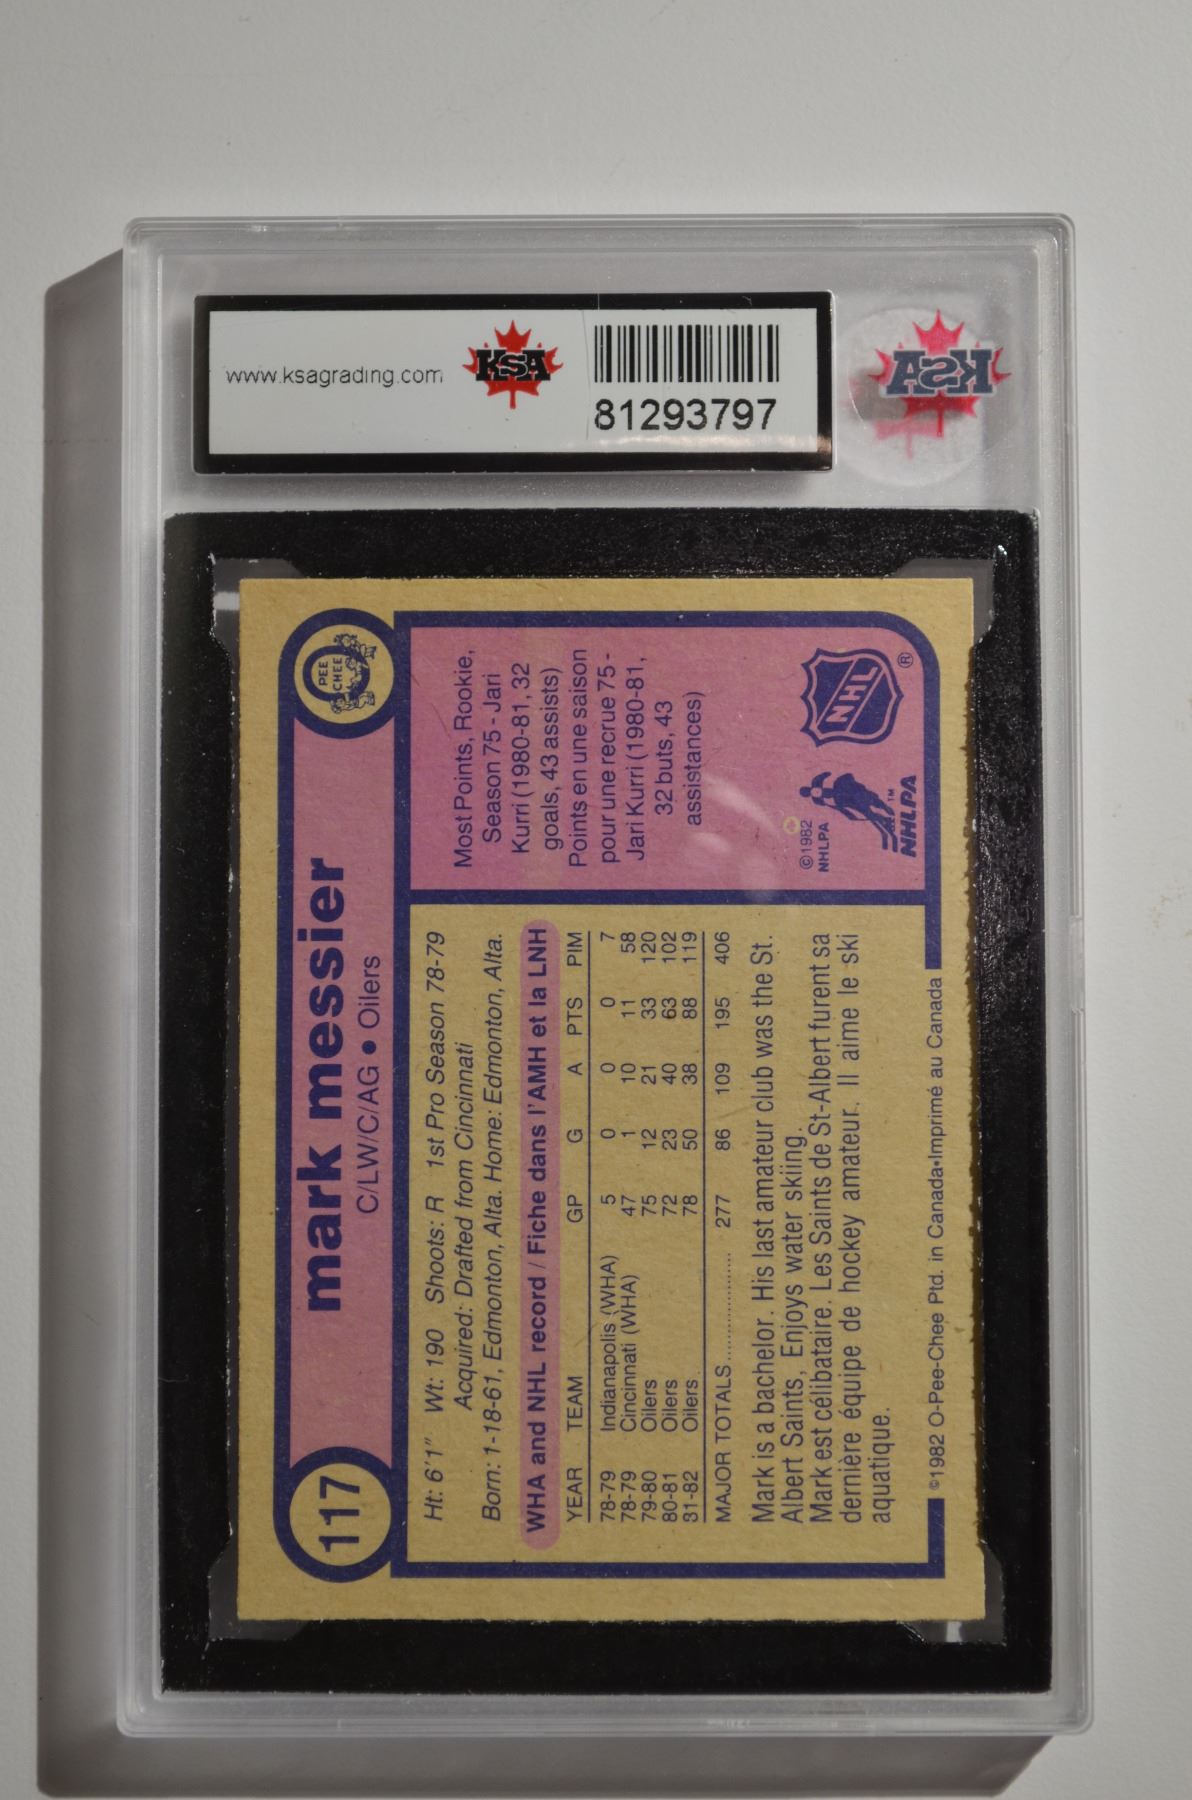 www.ksagrading.com
KSA
81293797
KSA
117
mark messier
C/LW/C/AG • Oilers
O
PEE
CHEE
Ht: 6'1" Wt: 190 Shoots: R 1st Pro Season 78-79
Acquired: Drafted from Cincinnati
Born: 1-18-61, Edmonton, Alta. Home: Edmonton, Alta.
WHA and NHL record / Fiche dans l'AMH et la LNH
YEAR TEAM GP G A PTS PIM
78-79 Indianapolis (WHA) 5 0 0 0 7
78-79 Cincinnati (WHA) 47 1 10 11 58
79-80 Oilers 75 12 21 33 120
80-81 Oilers 72 23 40 63 102
81-82 Oilers 78 50 38 88 119
MAJOR TOTALS.............. 277 86 109 195 406
Mark is a bachelor. His last amateur club was the St.
Albert Saints, Enjoys water skiing.
Mark est célibataire. Les Saints de St-Albert furent sa
dernière équipe de hockey amateur. Il aime le ski
aquatique.
©1982 O-Pee-Chee Ptd. in Canada•Imprimé au Canada
Most Points, Rookie,
Season 75 - Jari
Kurri (1980-81, 32
goals, 43 assists)
Points en une saison
pour une recrue 75 -
Jari Kurri (1980-81,
32 buts, 43
assistances)
©1982
NHLPA
NHLPA
TM
NHL
®